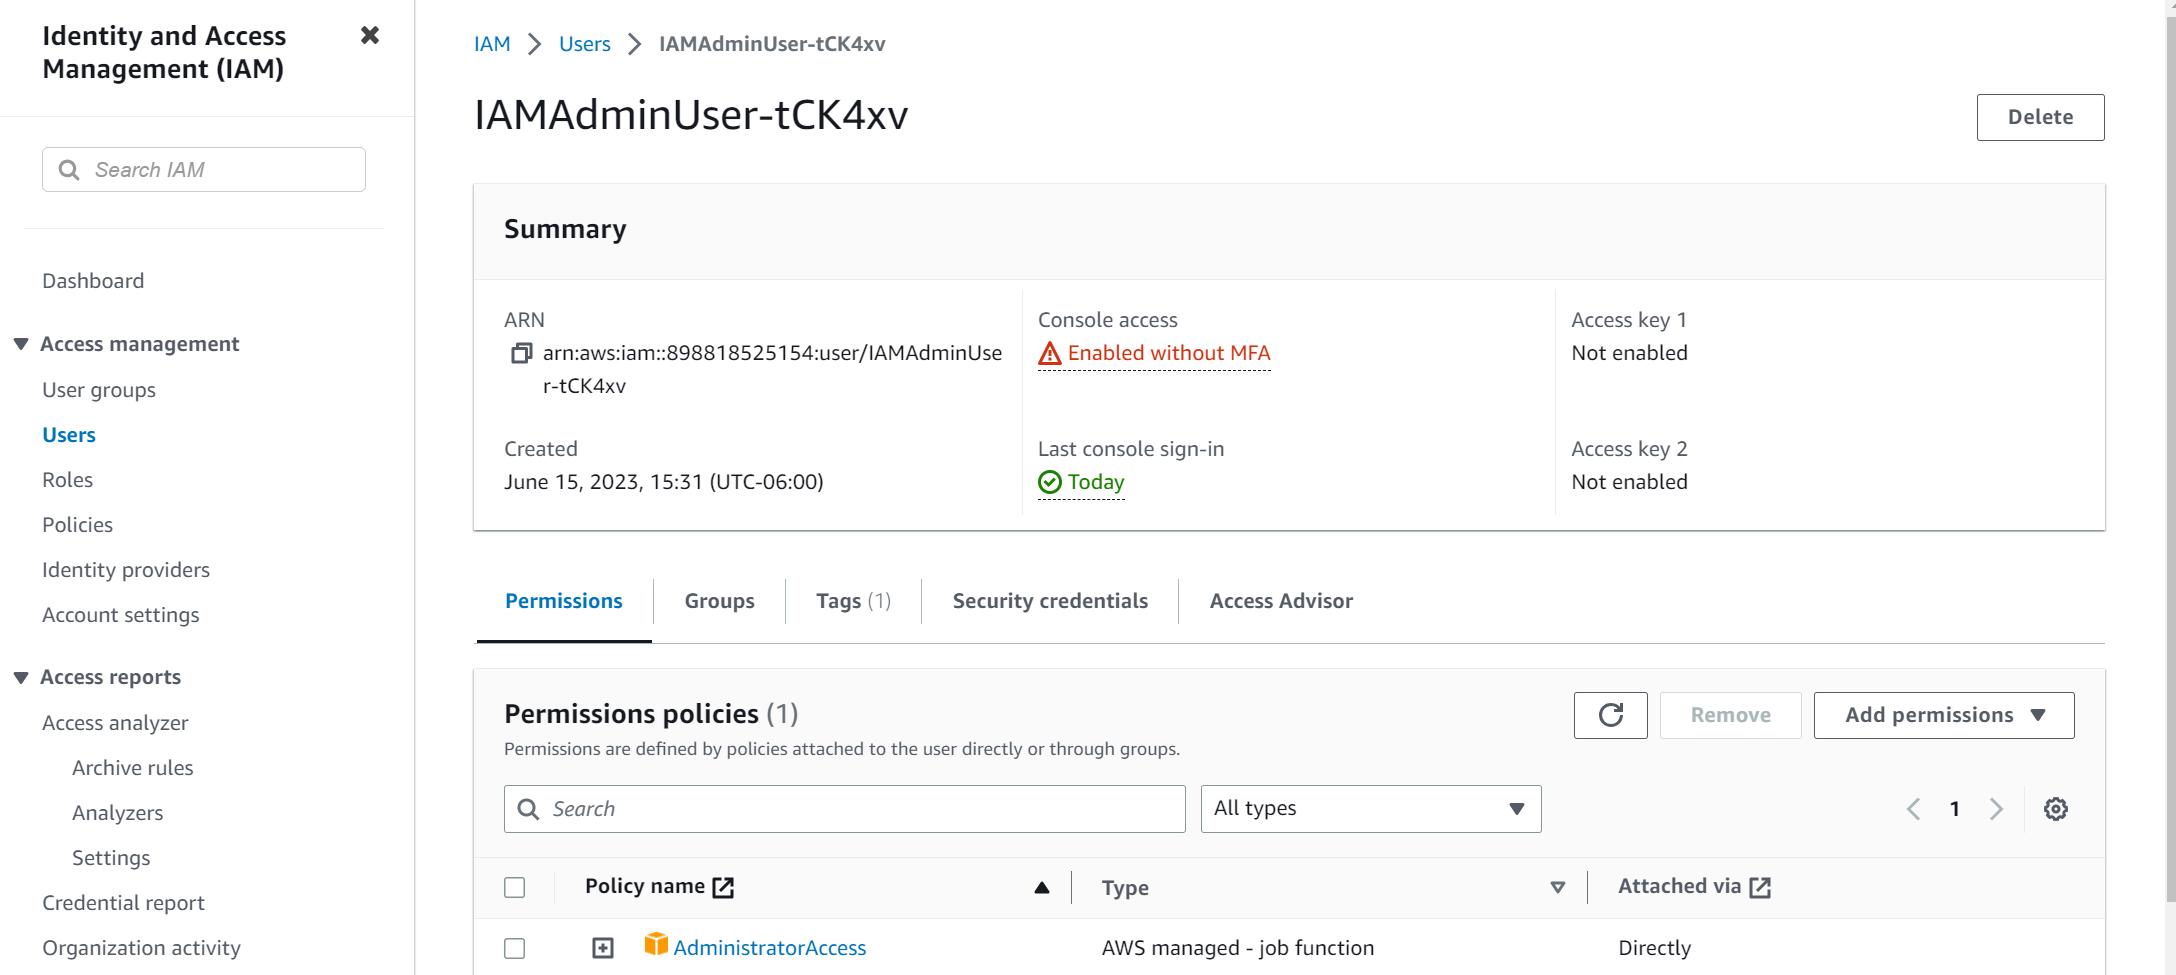 Identity and Access
Management (IAM)
Search IAM
Dashboard
Access management
User groups
Users
Roles
Policies
Identity providers
Account settings
Access reports
Access analyzer
Archive rules
Analyzers
Settings
Credential report
Organization activity
IAM > Users > IAMAdminUser-tCK4xv
IAMAdminUser-tCK4xv
Delete
Summary
ARN
arn:aws:iam::898818525154:user/IAMAdminUse
r-tCK4xv
Console access
Enabled without MFA
Access key 1
Not enabled
Created
June 15, 2023, 15:31 (UTC-06:00)
Last console sign-in
Today
Access key 2
Not enabled
Permissions
Groups
Tags (1)
Security credentials
Access Advisor
Permissions policies (1)
Permissions are defined by policies attached to the user directly or through groups.
Remove
Add permissions
Search
All types
1
Policy name
Type
Attached via
AdministratorAccess
AWS managed - job function
Directly